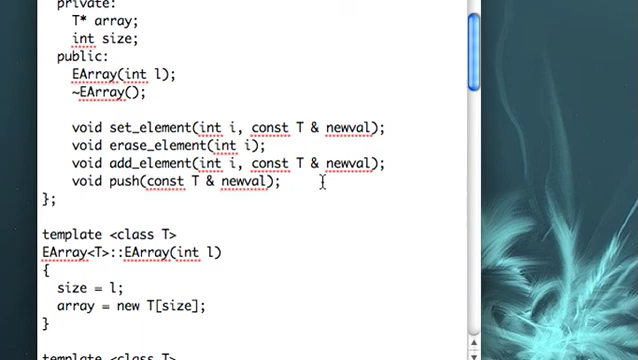 private:
T* array;
int size;
public:
EArray(int l);
~EArray();
void set_element(int i, const T & newval);
void erase_element(int i);
void add_element(int i, const T & newval);
void push(const T & newval);
};
template <class T>
EArray<T>::EArray(int l)
{
size = l;
array = new T[size];
}
template <class T>